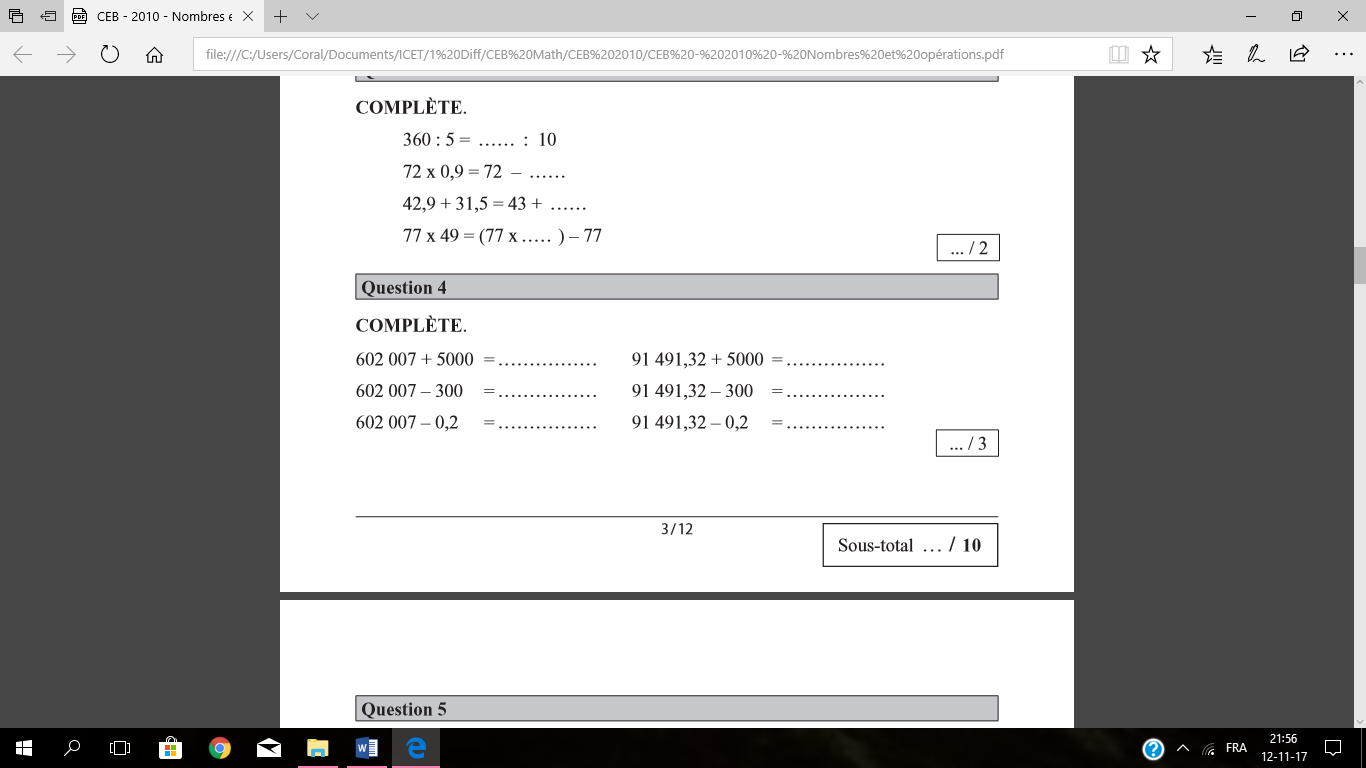 CEB - 2010 - Nombres e
file:///C:/Users/Coral/Documents/ICET/1%20Diff/CEB%20Math/CEB%202010/CEB%20-%202010%20-%20Nombres%20et%20opérations.pdf
COMPLÈTE.
360 : 5 = …… : 10
72 x 0,9 = 72 – ……
42,9 + 31,5 = 43 + ……
77 x 49 = (77 x ..... ) – 77
... / 2
Question 4
COMPLÈTE.
602 007 + 5000 = ................ 91 491,32 + 5000 = ................
602 007 – 300 = ................ 91 491,32 – 300 = ................
602 007 – 0,2 = ................ 91 491,32 – 0,2 = ................
... / 3
3/12
Sous-total … / 10
Question 5
FRA
21:56
12-11-17